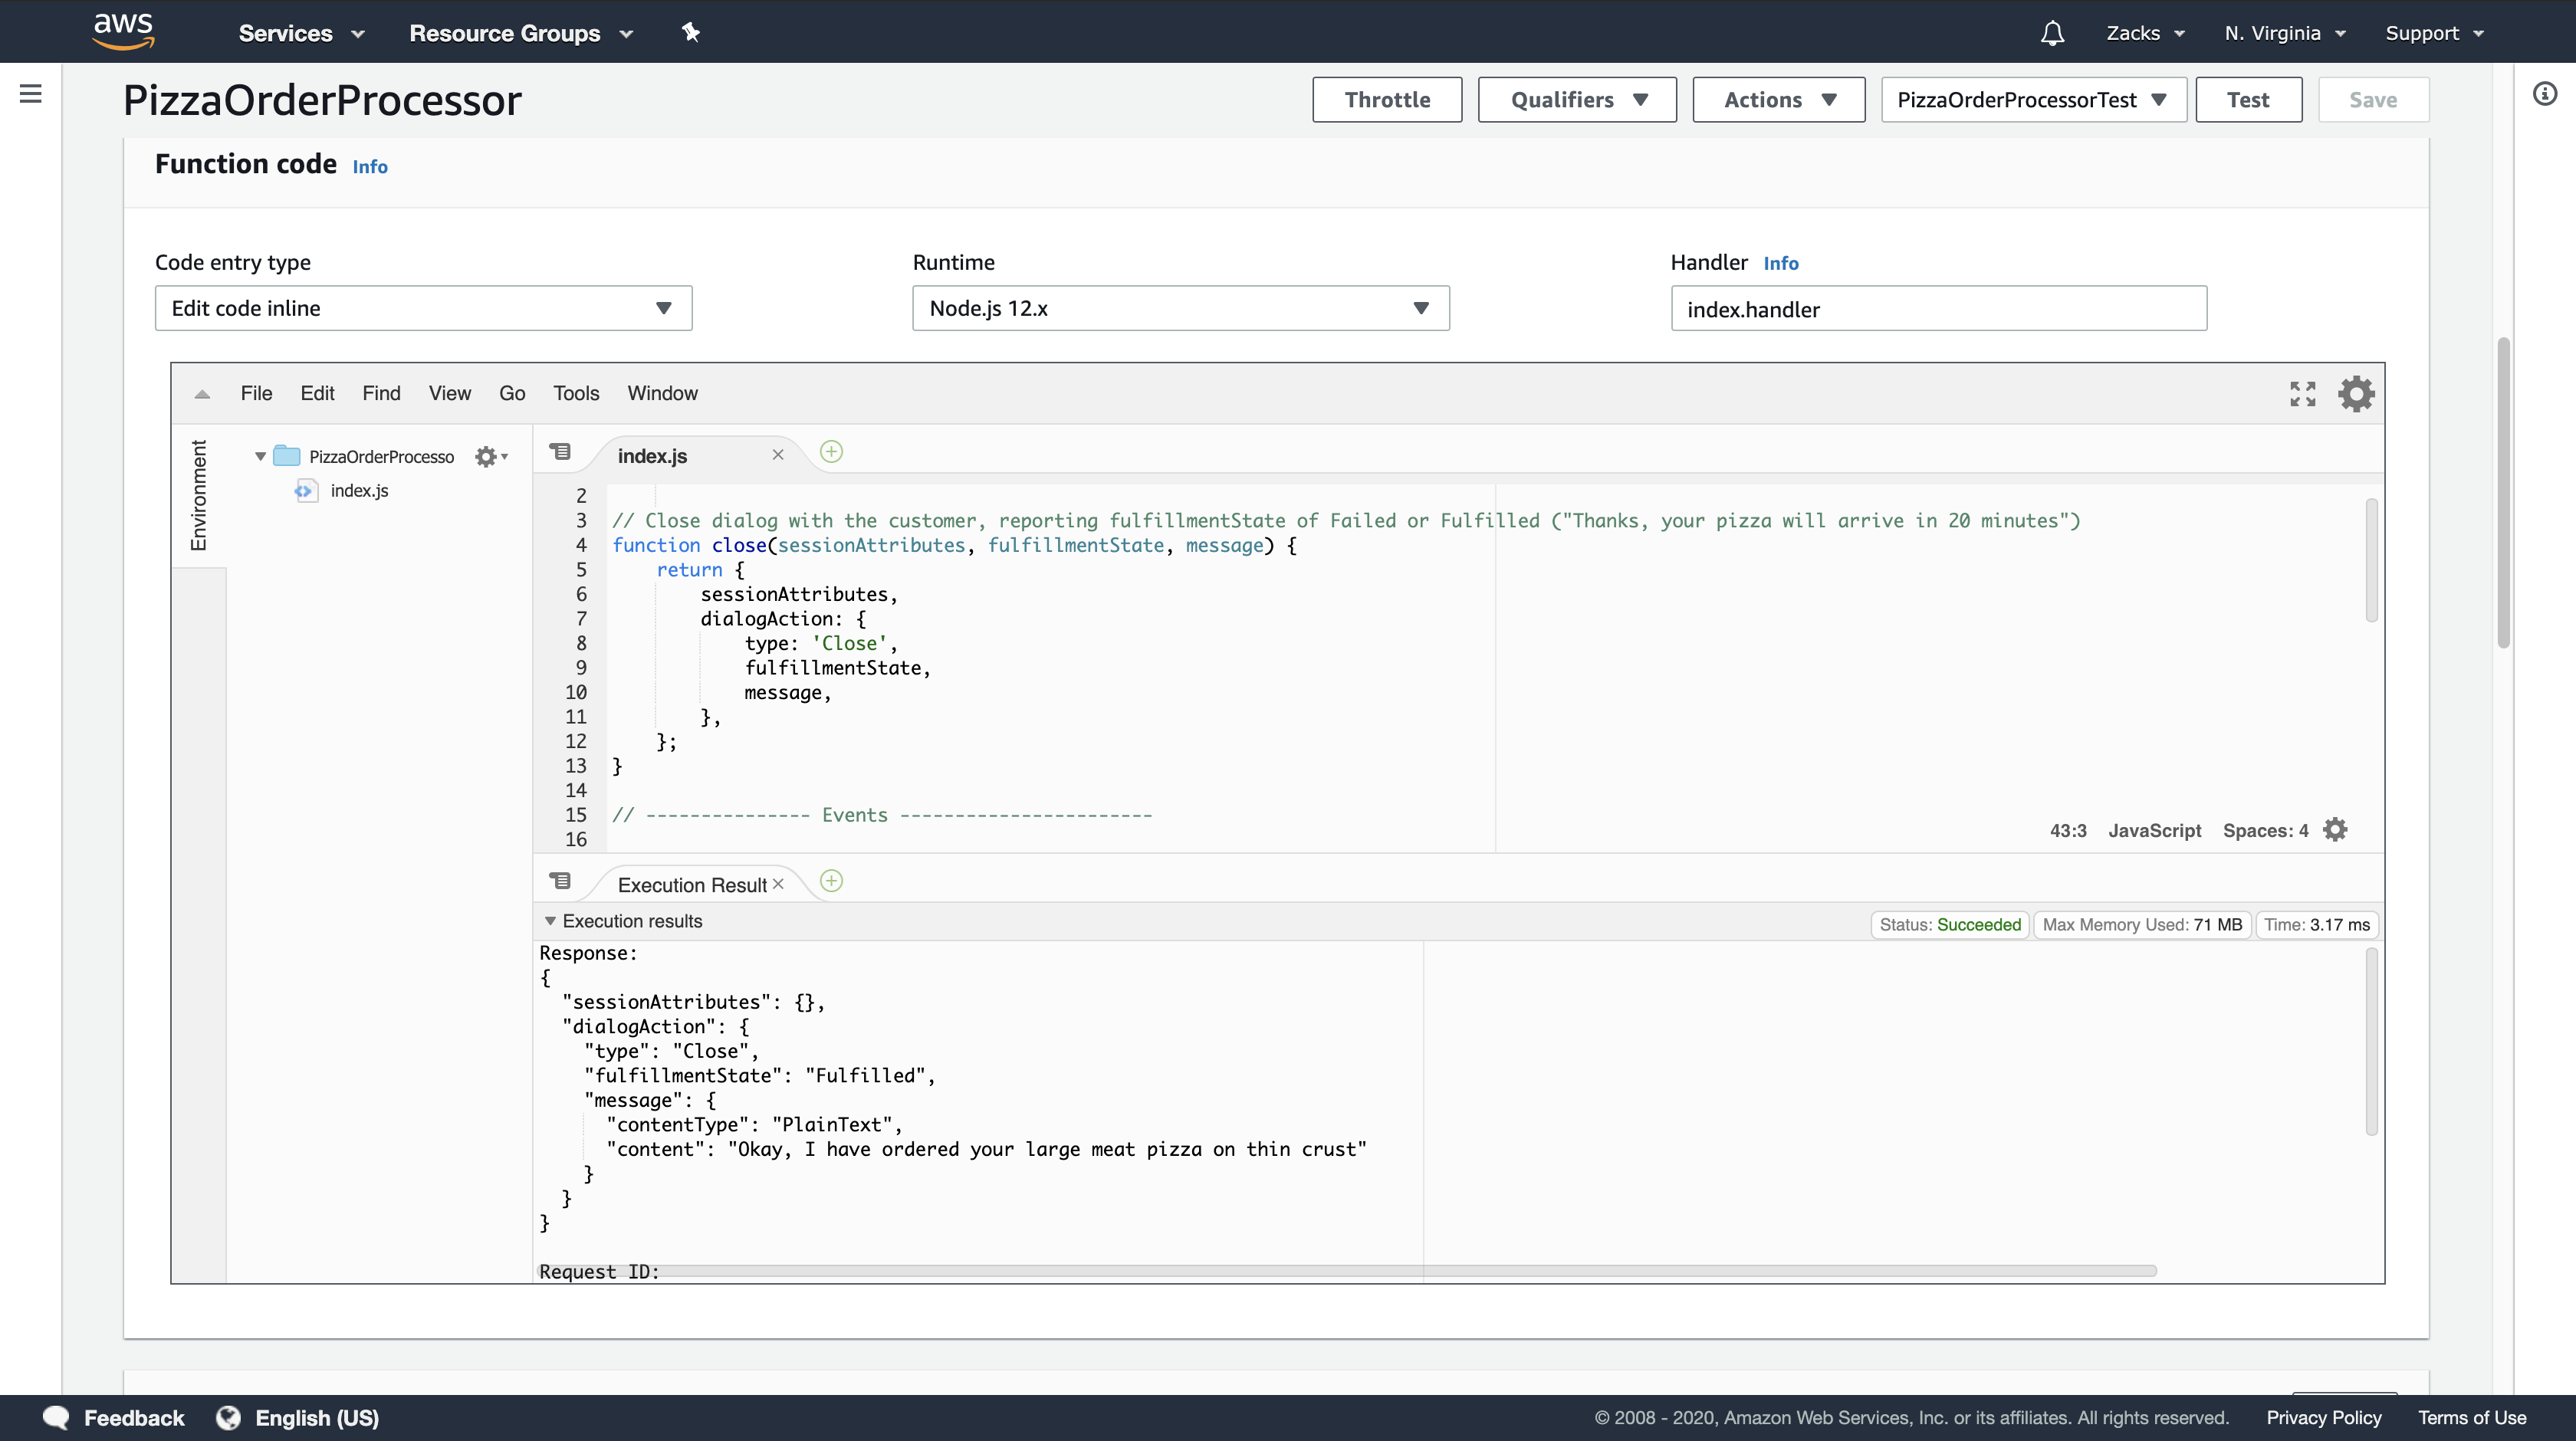 aws Services Resource Groups Zacks N. Virginia Support
PizzaOrderProcessor Throttle Qualifiers Actions PizzaOrderProcessorTest Test Save
Function code Info
Code entry type Runtime Handler Info
Edit code inline Node.js 12.x index.handler
File Edit Find View Go Tools Window
Environment
PizzaOrderProcesso
index.js
index.js
2
3 // Close dialog with the customer, reporting fulfillmentState of Failed or Fulfilled ("Thanks, your pizza will arrive in 20 minutes")
4 function close(sessionAttributes, fulfillmentState, message) {
5     return {
6         sessionAttributes,
7         dialogAction: {
8             type: 'Close',
9             fulfillmentState,
10             message,
11         },
12     };
13 }
14
15 // --------------- Events -----------------------
16
43:3 JavaScript Spaces: 4
Execution Result
Execution results Status: Succeeded Max Memory Used: 71 MB Time: 3.17 ms
Response:
{
  "sessionAttributes": {},
  "dialogAction": {
    "type": "Close",
    "fulfillmentState": "Fulfilled",
    "message": {
      "contentType": "PlainText",
      "content": "Okay, I have ordered your large meat pizza on thin crust"
    }
  }
}
Request ID:
Feedback English (US) © 2008 - 2020, Amazon Web Services, Inc. or its affiliates. All rights reserved. Privacy Policy Terms of Use